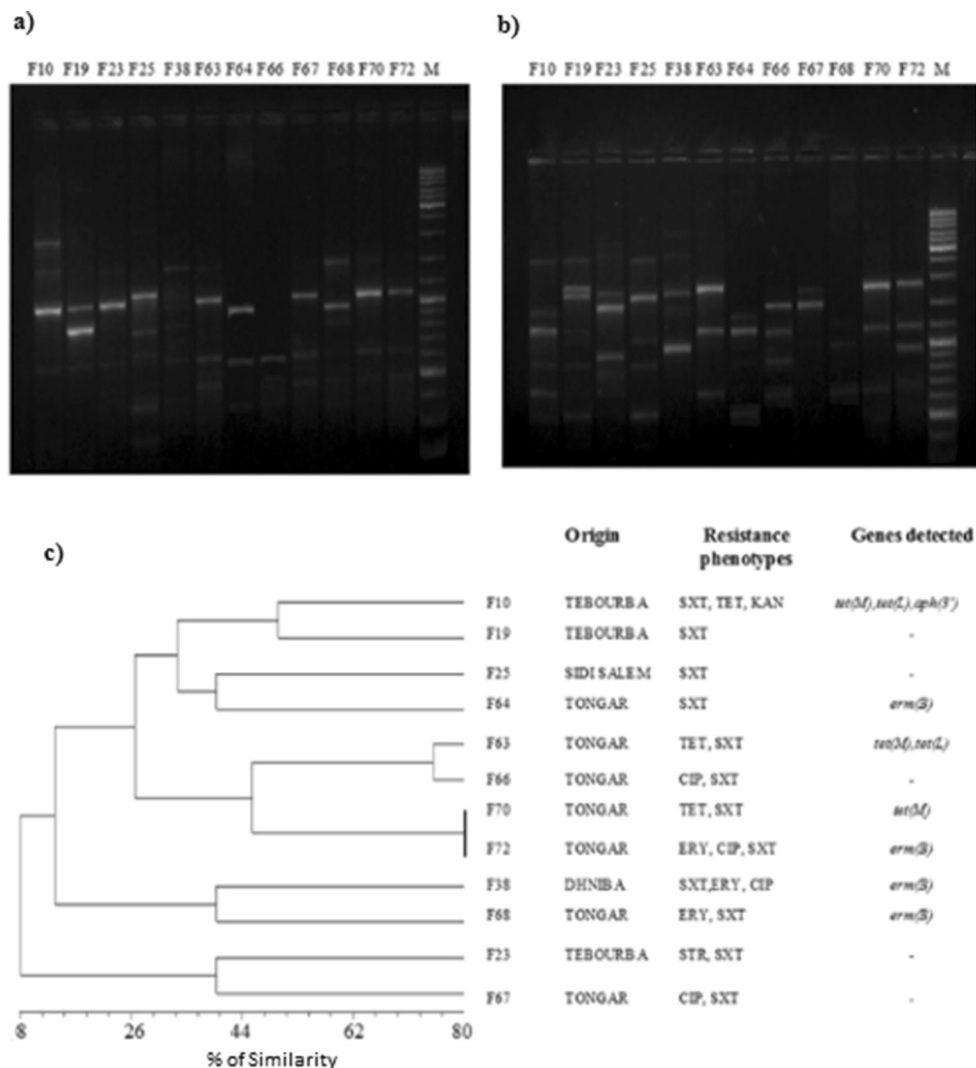 a)
b)
F10 F19 F23 F25 F38 F63 F64 F66 F67 F68 F70 F72 M
F10 F19 F23 F25 F38 F63 F64 F66 F67 F68 F70 F72 M
c)
Origin Resistance phenotypes Genes detected
F10 TEBOURBA SXT, TET, KAN tet(M),tet(L),aph(3')
F19 TEBOURBA SXT -
F25 SIDI SALEM SXT -
F64 TONGAR SXT erm(B)
F63 TONGAR TET, SXT tet(M),tet(L)
F66 TONGAR CIP, SXT -
F70 TONGAR TET, SXT tet(M)
F72 TONGAR ERY, CIP, SXT erm(B)
F38 DHNIBA SXT,ERY, CIP erm(B)
F68 TONGAR ERY, SXT erm(B)
F23 TEBOURBA STR, SXT -
F67 TONGAR CIP, SXT -
8 26 44 62 80
% of Similarity